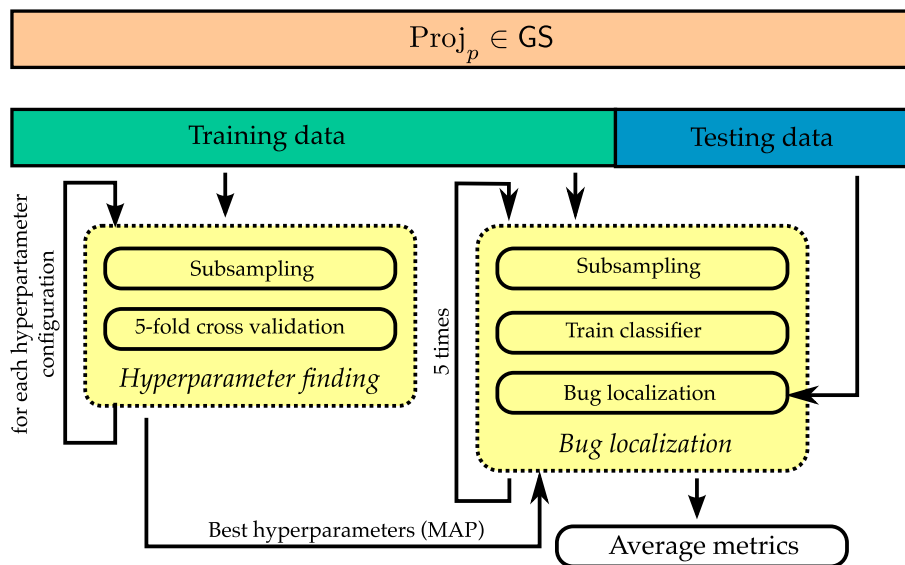 Proj_p ∈ GS
Training data
Testing data
for each hyperpartameter
configuration
Subsampling
5-fold cross validation
Hyperparameter finding
5 times
Subsampling
Train classifier
Bug localization
Bug localization
Best hyperparameters (MAP)
Average metrics